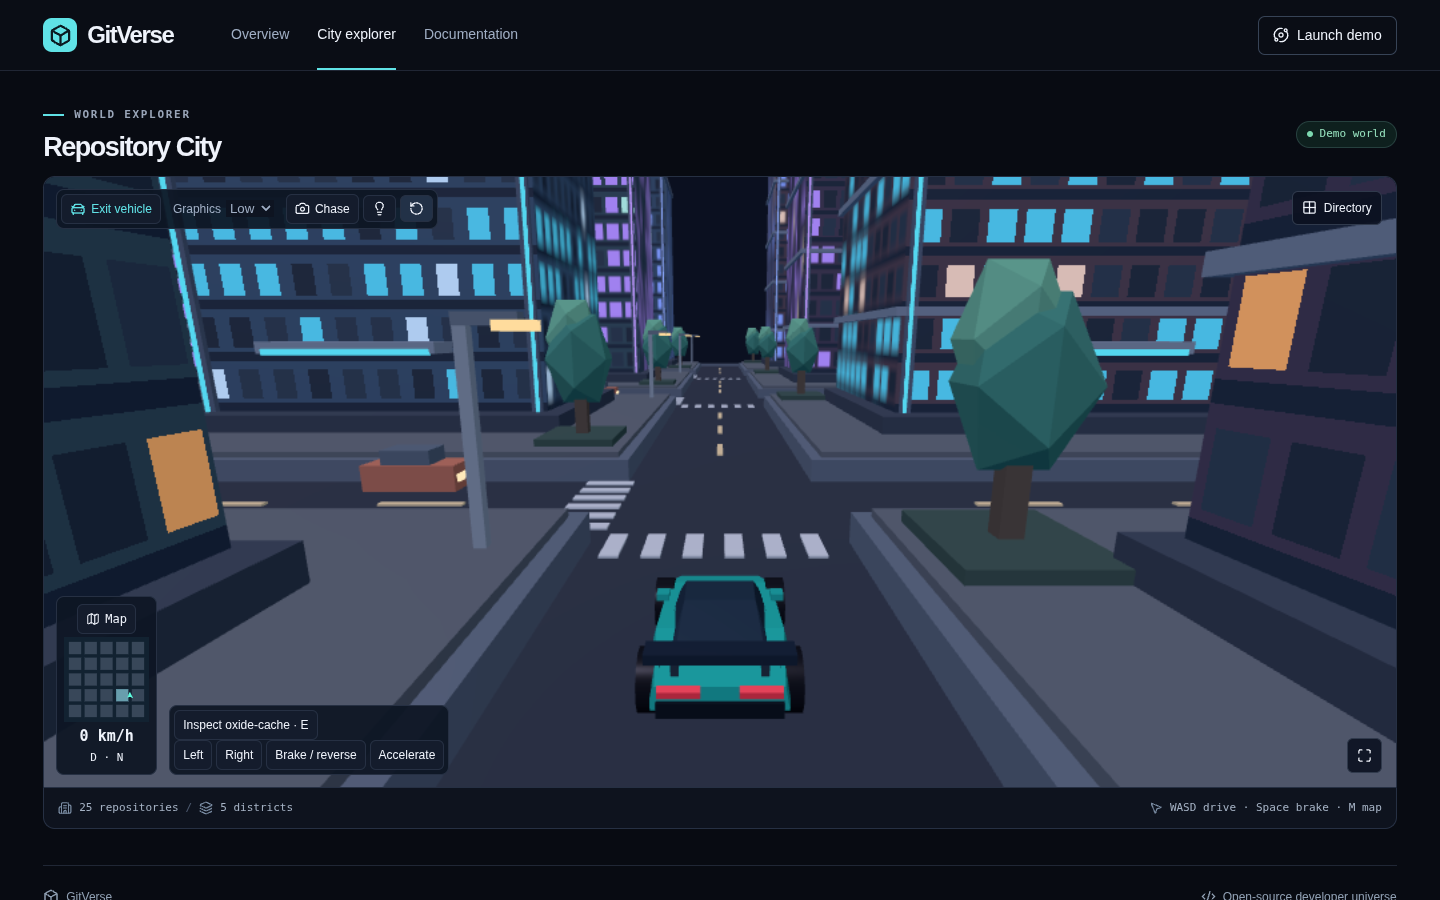 GitVerse
Overview
City explorer
Documentation
Launch demo
WORLD EXPLORER
Repository City
Demo world
Exit vehicle
Graphics Low
Chase
Directory
Map
0 km/h
D · N
Inspect oxide-cache · E
Left
Right
Brake / reverse
Accelerate
25 repositories / 5 districts
WASD drive · Space brake · M map
GitVerse
Open-source developer universe